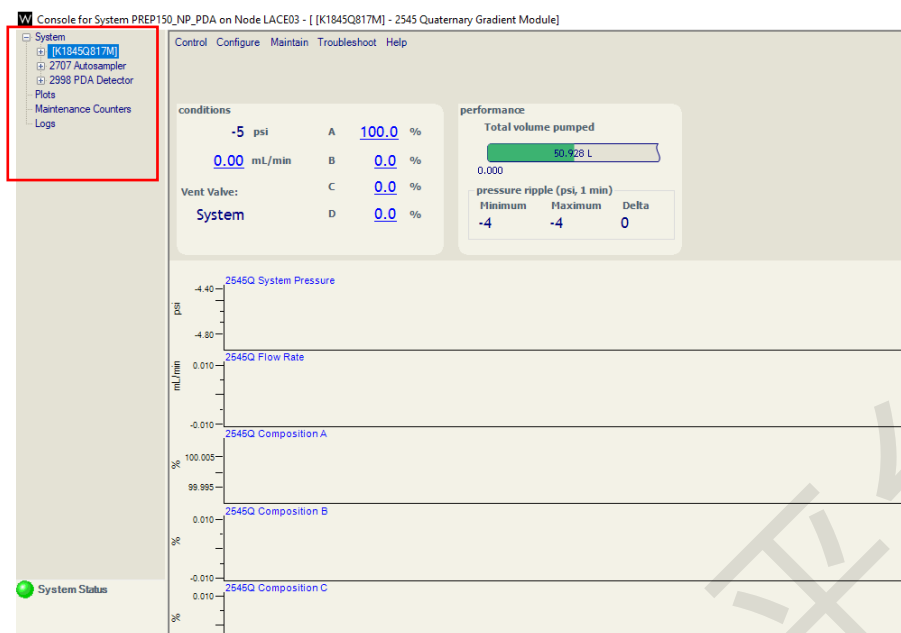 W Console for System PREP150_NP_PDA on Node LACE03 - [ [K1845Q817M] - 2545 Quaternary Gradient Module]
System
[K1845Q817M]
2707 Autosampler
2998 PDA Detector
Plots
Maintenance Counters
Logs
Control Configure Maintain Troubleshoot Help
conditions
-5 psi A 100.0 %
0.00 mL/min B 0.0 %
Vent Valve: C 0.0 %
System D 0.0 %
performance
Total volume pumped
50.928 L
0.000
pressure ripple (psi, 1 min)
Minimum Maximum Delta
-4 -4 0
2545Q System Pressure
-4.40
psi
-4.80
2545Q Flow Rate
0.010
mL/min
-0.010
2545Q Composition A
100.005
%
99.995
2545Q Composition B
0.010
%
-0.010
2545Q Composition C
0.010
%
System Status